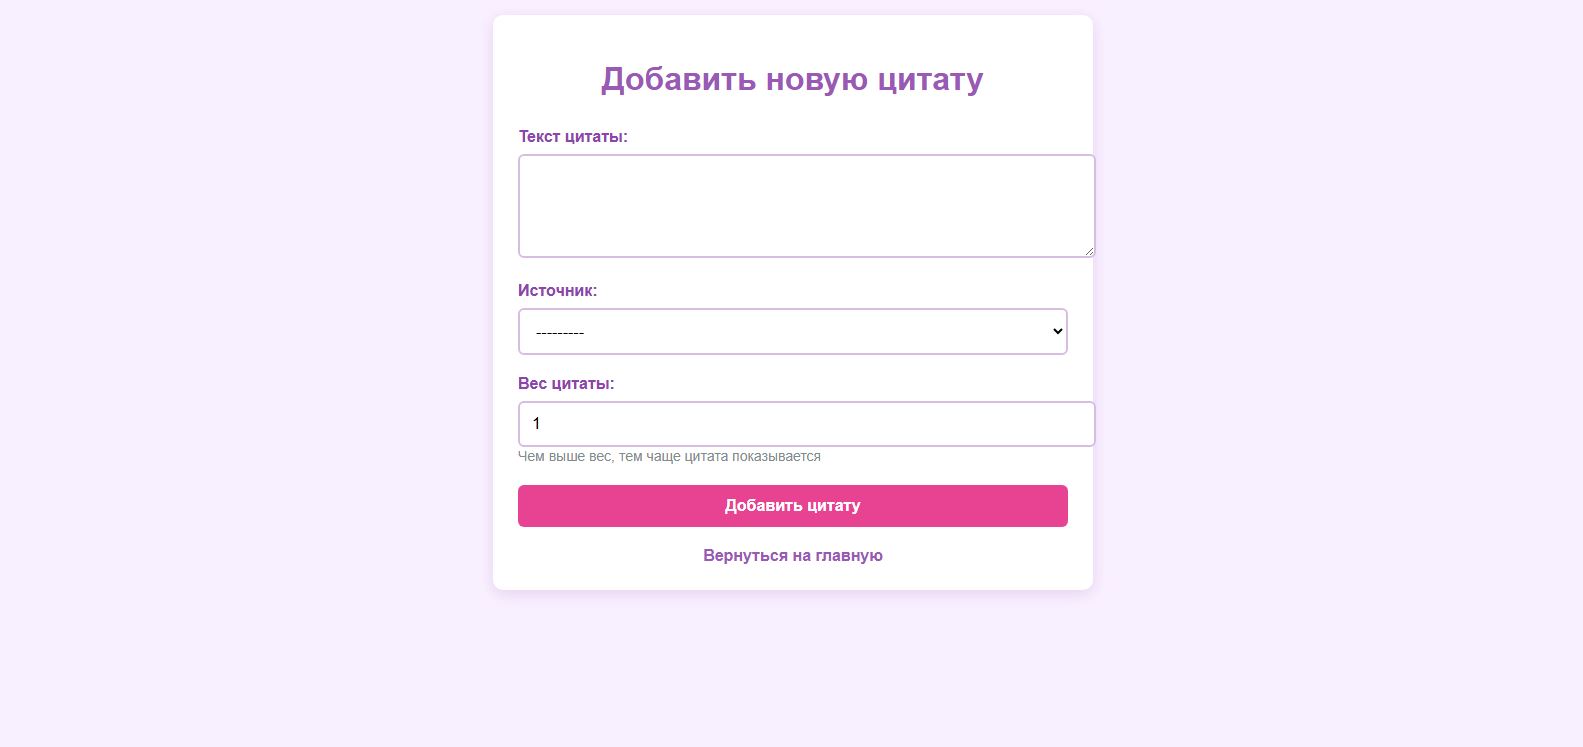 Добавить новую цитату
Текст цитаты:
Источник:
---------
Вес цитаты:
1
Чем выше вес, тем чаще цитата показывается
Добавить цитату
Вернуться на главную